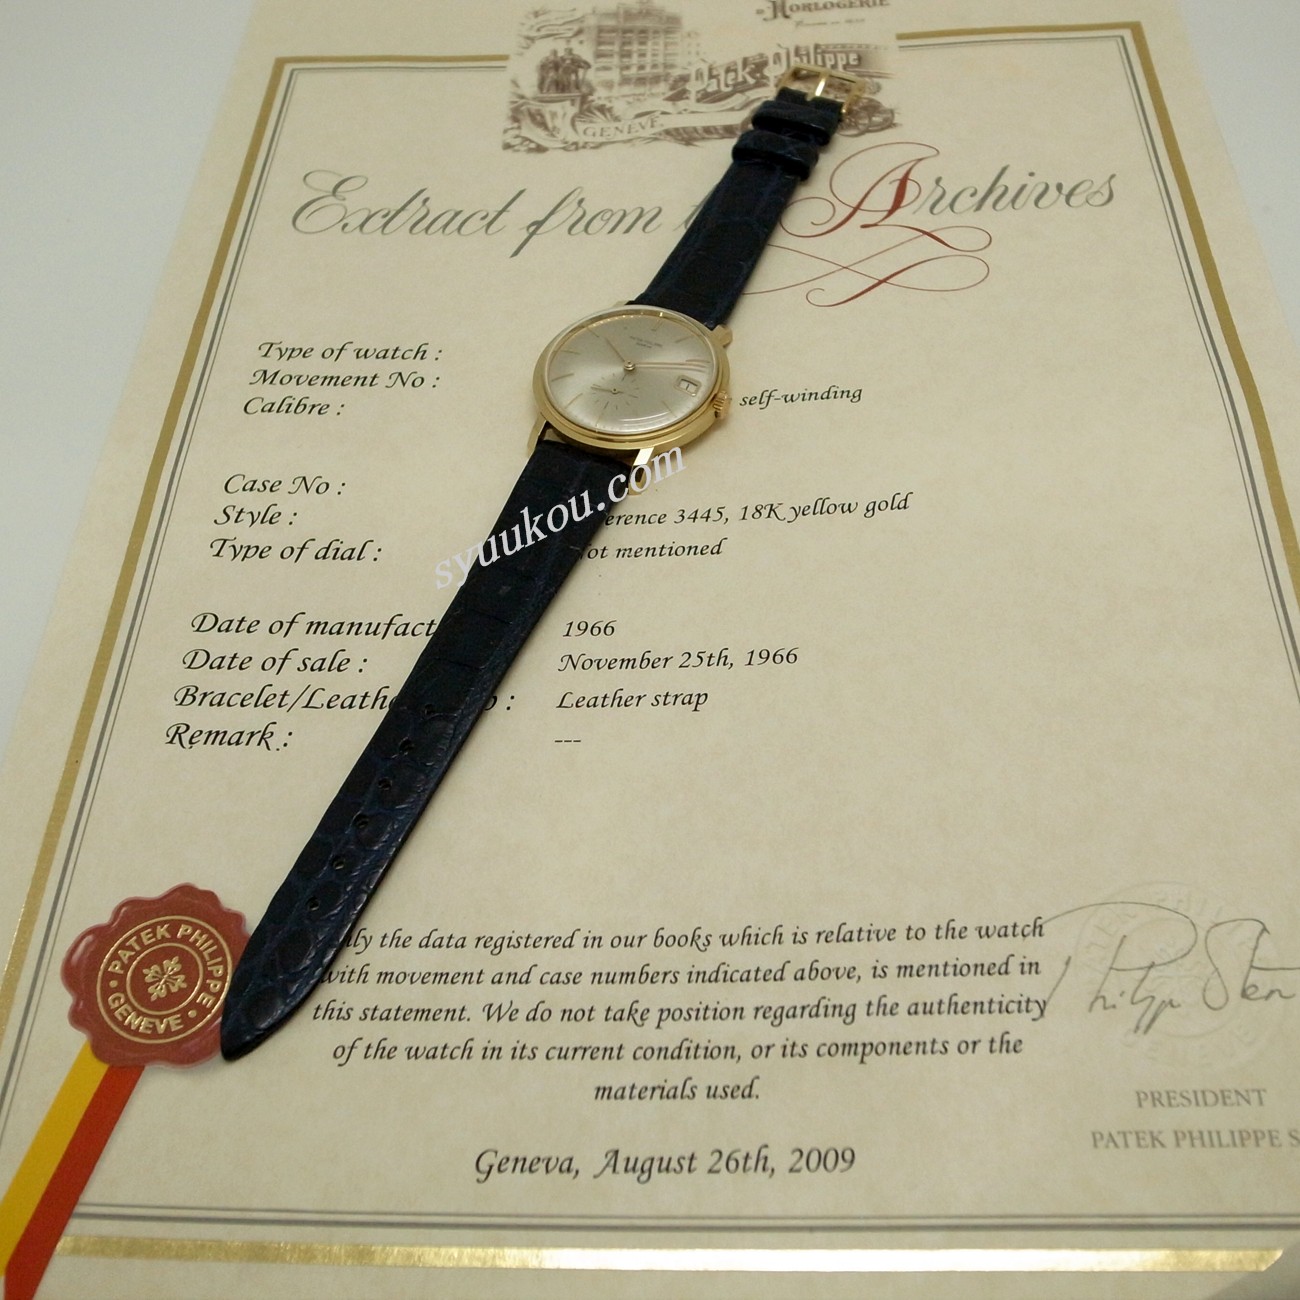 HORLOGERIE
Patek Philippe
GENÈVE
Extract from Archives
Type of watch :
Movement No :
Calibre : self-winding
Case No :
Style : erence 3445, 18K yellow gold
Type of dial : ot mentioned
Date of manufact 1966
Date of sale : November 25th, 1966
Bracelet/Leath p : Leather strap
Remark : ---
syuukou.com
ly the data registered in our books which is relative to the watch
with movement and case numbers indicated above, is mentioned in
this statement. We do not take position regarding the authenticity
of the watch in its current condition, or its components or the
materials used.
PATEK PHILIPPE
GENEVE
Philippe Stern
PRESIDENT
PATEK PHILIPPE S
Geneva, August 26th, 2009